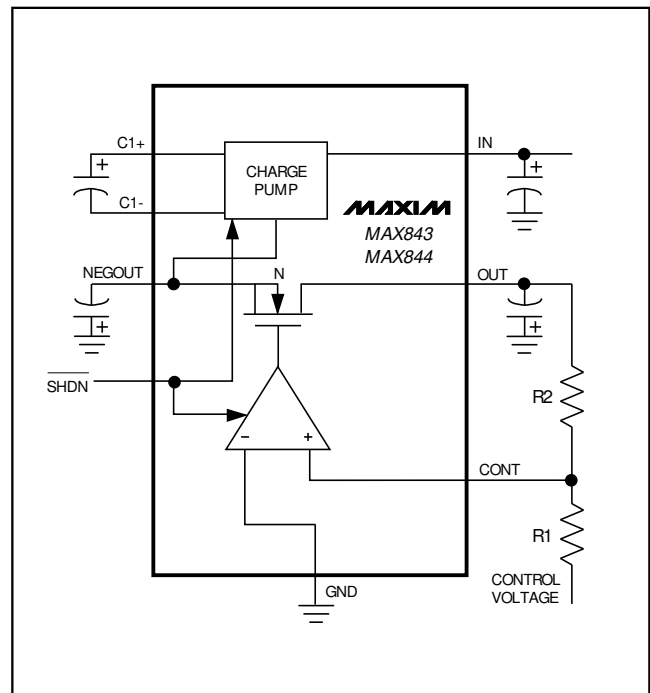 C1+
IN
+
+
CHARGE
PUMP
C1-
MAXIM
MAX843
MAX844
NEGOUT
N
OUT
+
+
SHDN
R2
-
+
CONT
R1
GND
CONTROL
VOLTAGE